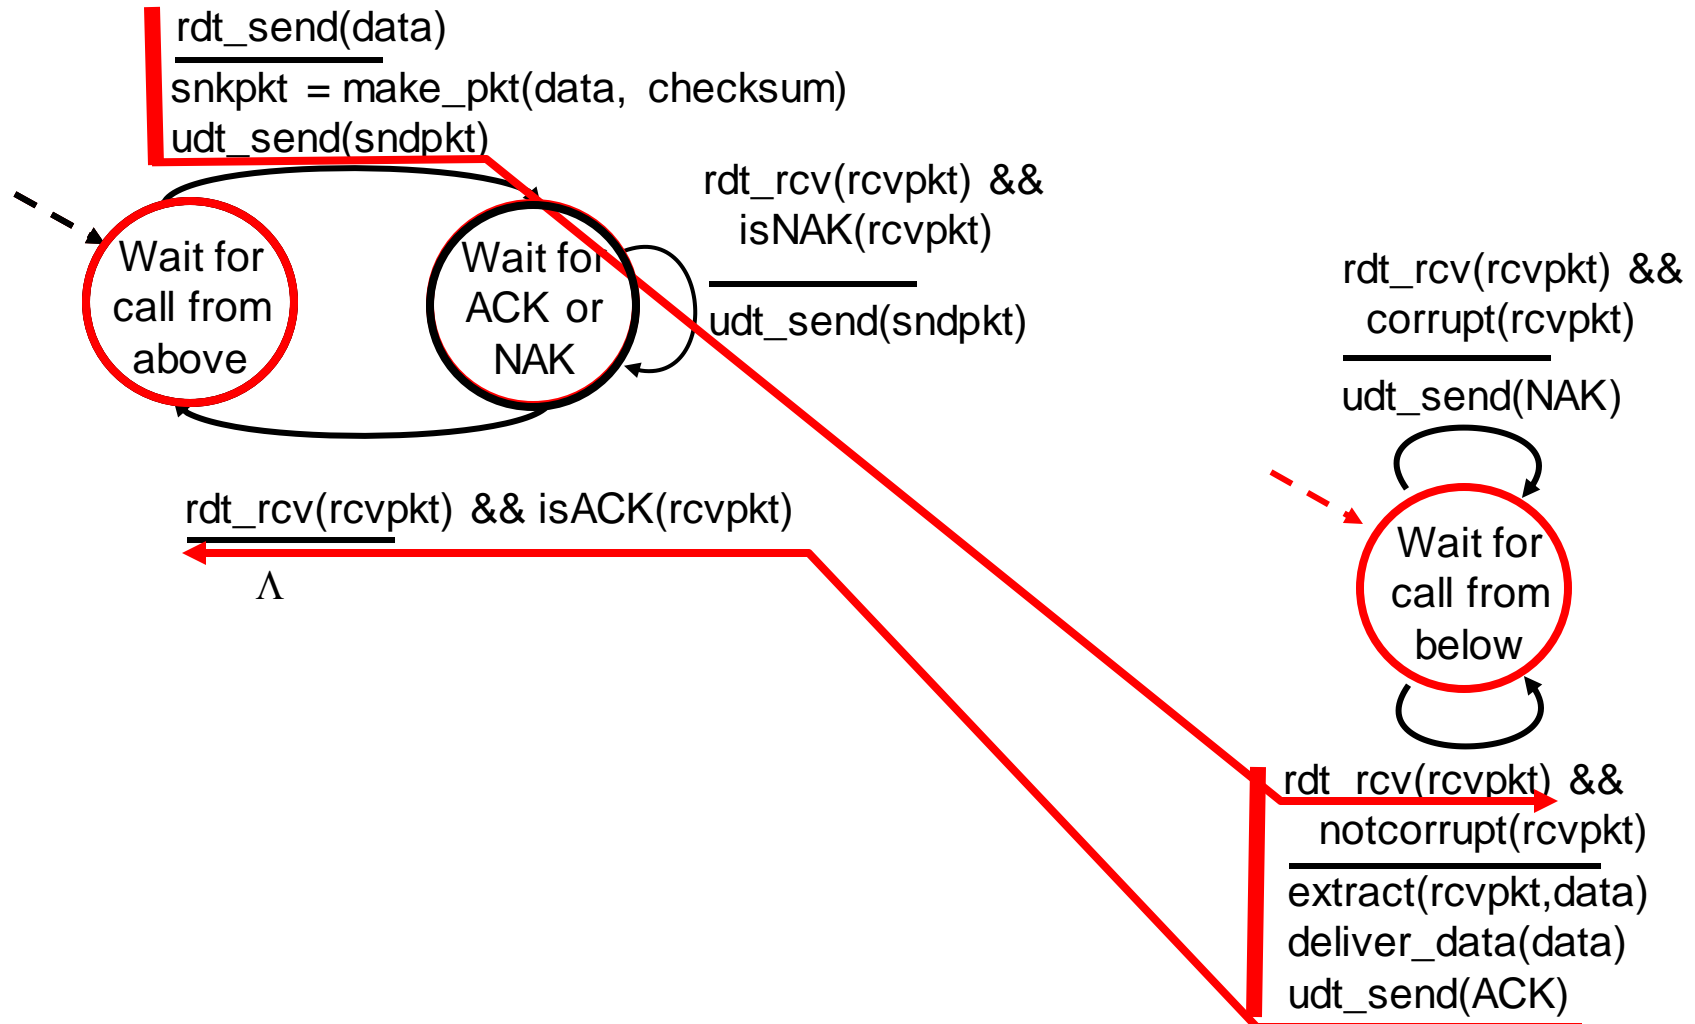 rdt_send(data)
snkpkt = make_pkt(data, checksum)
udt_send(sndpkt)
rdt_rcv(rcvpkt) &&
isNAK(rcvpkt)
udt_send(sndpkt)
Wait for
call from
above
Wait for
ACK or
NAK
rdt_rcv(rcvpkt) && isACK(rcvpkt)
Λ
rdt_rcv(rcvpkt) &&
corrupt(rcvpkt)
udt_send(NAK)
Wait for
call from
below
rdt_rcv(rcvpkt) &&
notcorrupt(rcvpkt)
extract(rcvpkt,data)
deliver_data(data)
udt_send(ACK)